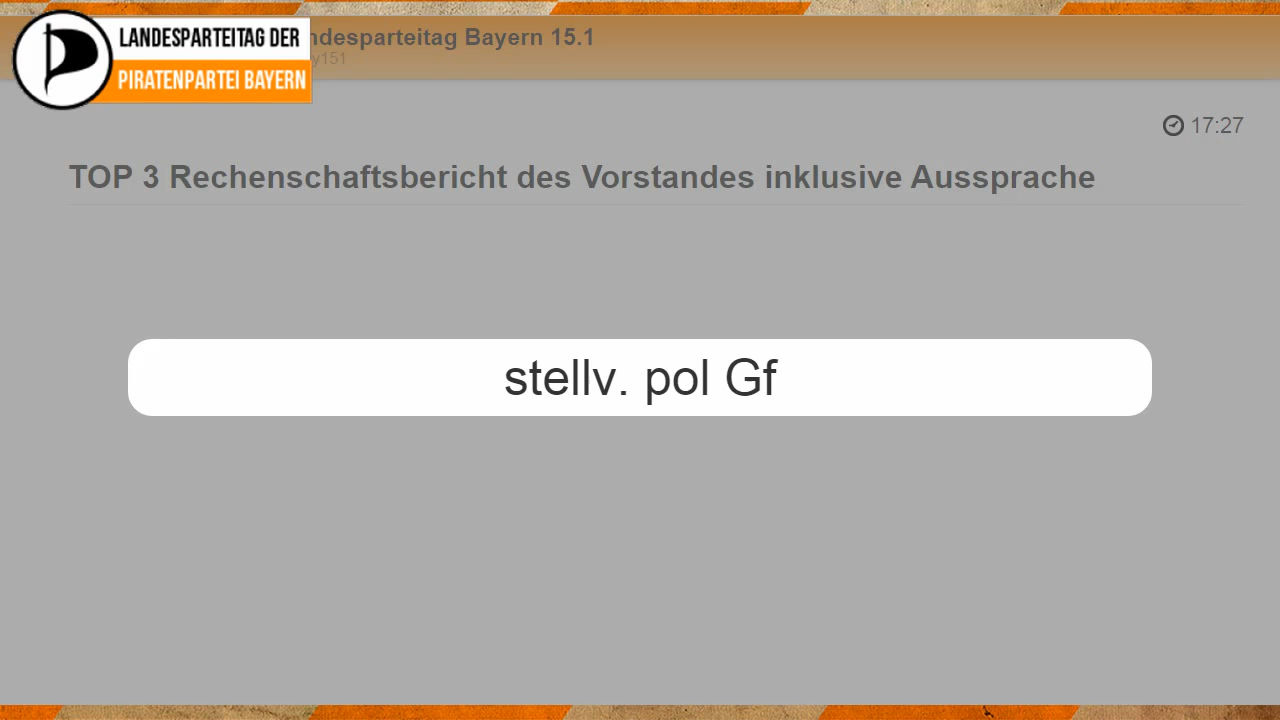 LANDESPARTEITAG DER
PIRATENPARTEI BAYERN
ndesparteitag Bayern 15.1
y151
17:27
TOP 3 Rechenschaftsbericht des Vorstandes inklusive Aussprache
stellv. pol Gf